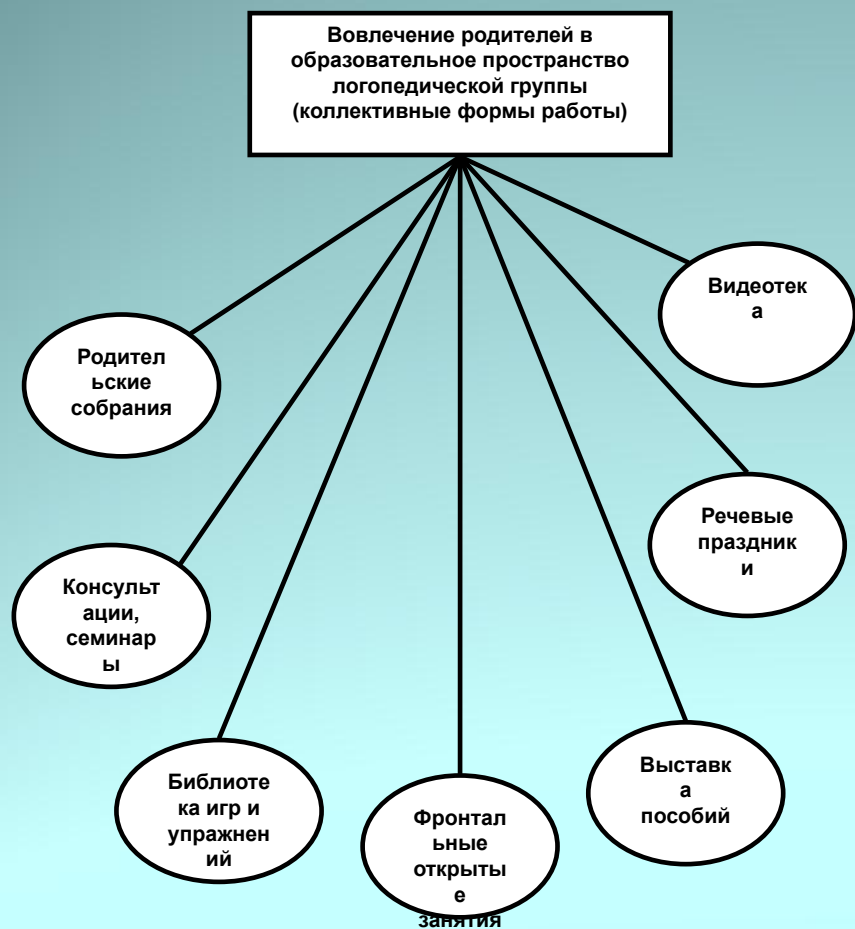 Вовлечение родителей в
образовательное пространство
логопедической группы
(коллективные формы работы)
Видеотек
а
Родител
ьские
собрания
Речевые
праздник
и
Консульт
ации,
семинар
ы
Библиоте
ка игр и
упражнен
ий
Выставк
а
пособий
Фронтал
ьные
открыты
е
занятия